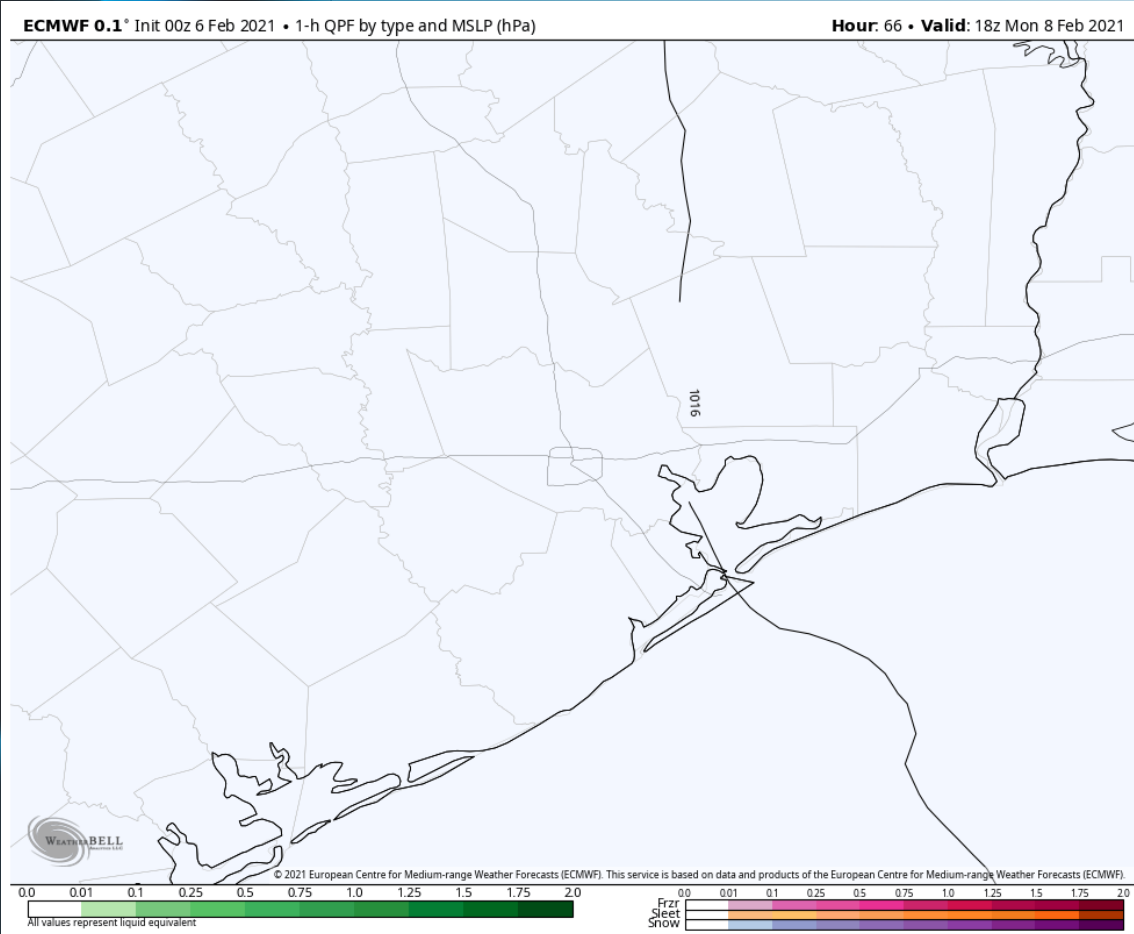 ECMWF 0.1° Init 00z 6 Feb 2021 • 1-h QPF by type and MSLP (hPa)
Hour: 66 • Valid: 18z Mon 8 Feb 2021
1016
WEATHERBELL
© 2021 European Centre for Medium-range Weather Forecasts (ECMWF). This service is based on data and products of the European Centre for Medium-range Weather Forecasts (ECMWF).
0.0 0.01 0.1 0.25 0.5 0.75 1.0 1.25 1.5 1.75 2.0
All values represent liquid equivalent
0.0 0.01 0.1 0.25 0.5 0.75 1.0 1.25 1.5 1.75 2.0
Frzr
Sleet
Snow